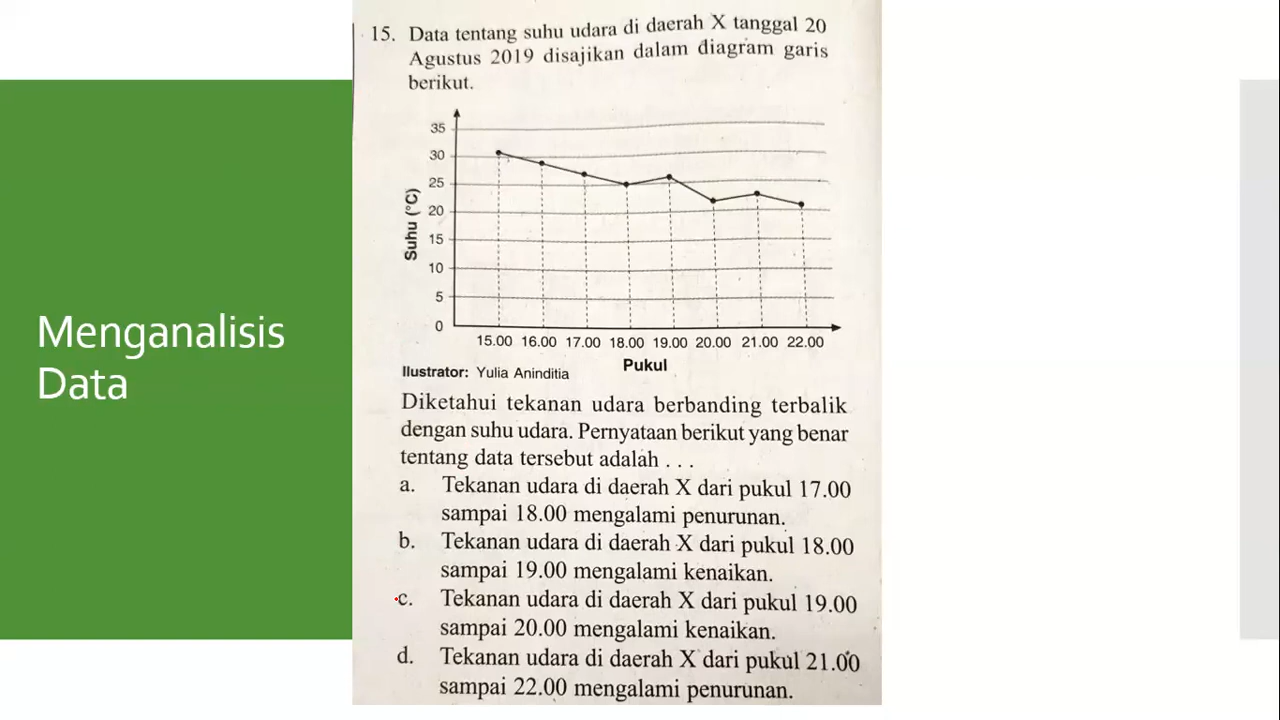 Menganalisis
Data
15. Data tentang suhu udara di daerah X tanggal 20
Agustus 2019 disajikan dalam diagram garis
berikut.
35
30
25
20
15
10
5
0
Suhu (°C)
15.00 16.00 17.00 18.00 19.00 20.00 21.00 22.00
Pukul
Ilustrator: Yulia Aninditia
Diketahui tekanan udara berbanding terbalik
dengan suhu udara. Pernyataan berikut yang benar
tentang data tersebut adalah . . .
a. Tekanan udara di daerah X dari pukul 17.00
sampai 18.00 mengalami penurunan.
b. Tekanan udara di daerah X dari pukul 18.00
sampai 19.00 mengalami kenaikan.
c. Tekanan udara di daerah X dari pukul 19.00
sampai 20.00 mengalami kenaikan.
d. Tekanan udara di daerah X dari pukul 21.00
sampai 22.00 mengalami penurunan.